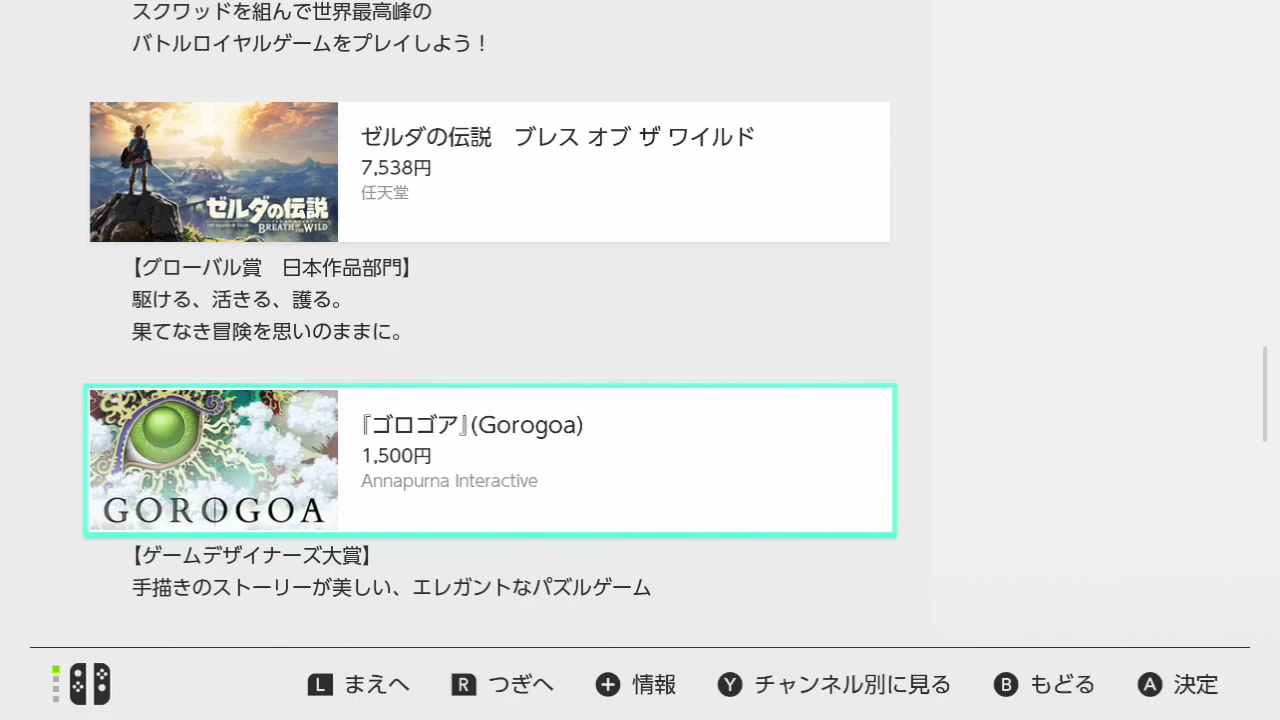 スクワッドを組んで世界最高峰の
バトルロイヤルゲームをプレイしよう！
ゼルダの伝説　ブレス オブ ザ ワイルド
7,538円
任天堂
ゼルダの伝説
BREATH OF THE WILD
【グローバル賞　日本作品部門】
駆ける、活きる、護る。
果てなき冒険を思いのままに。
『ゴロゴア』(Gorogoa)
1,500円
Annapurna Interactive
GOROGOA
【ゲームデザイナーズ大賞】
手描きのストーリーが美しい、エレガントなパズルゲーム
L まえへ R つぎへ + 情報 Y チャンネル別に見る B もどる A 決定